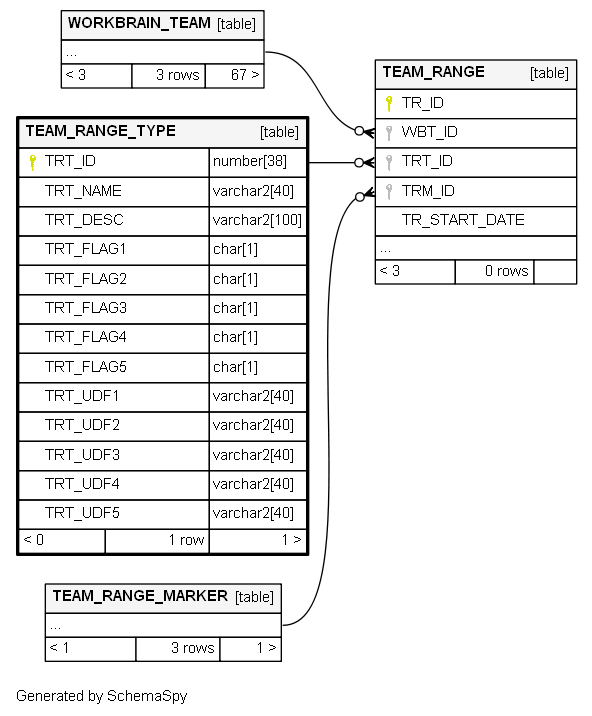 WORKBRAIN_TEAM [table]
...
< 3 3 rows 67 >
TEAM_RANGE [table]
TR_ID
WBT_ID
TRT_ID
TRM_ID
TR_START_DATE
...
< 3 0 rows
TEAM_RANGE_TYPE [table]
TRT_ID number[38]
TRT_NAME varchar2[40]
TRT_DESC varchar2[100]
TRT_FLAG1 char[1]
TRT_FLAG2 char[1]
TRT_FLAG3 char[1]
TRT_FLAG4 char[1]
TRT_FLAG5 char[1]
TRT_UDF1 varchar2[40]
TRT_UDF2 varchar2[40]
TRT_UDF3 varchar2[40]
TRT_UDF4 varchar2[40]
TRT_UDF5 varchar2[40]
< 0 1 row 1 >
TEAM_RANGE_MARKER [table]
...
< 1 3 rows 1 >
Generated by SchemaSpy